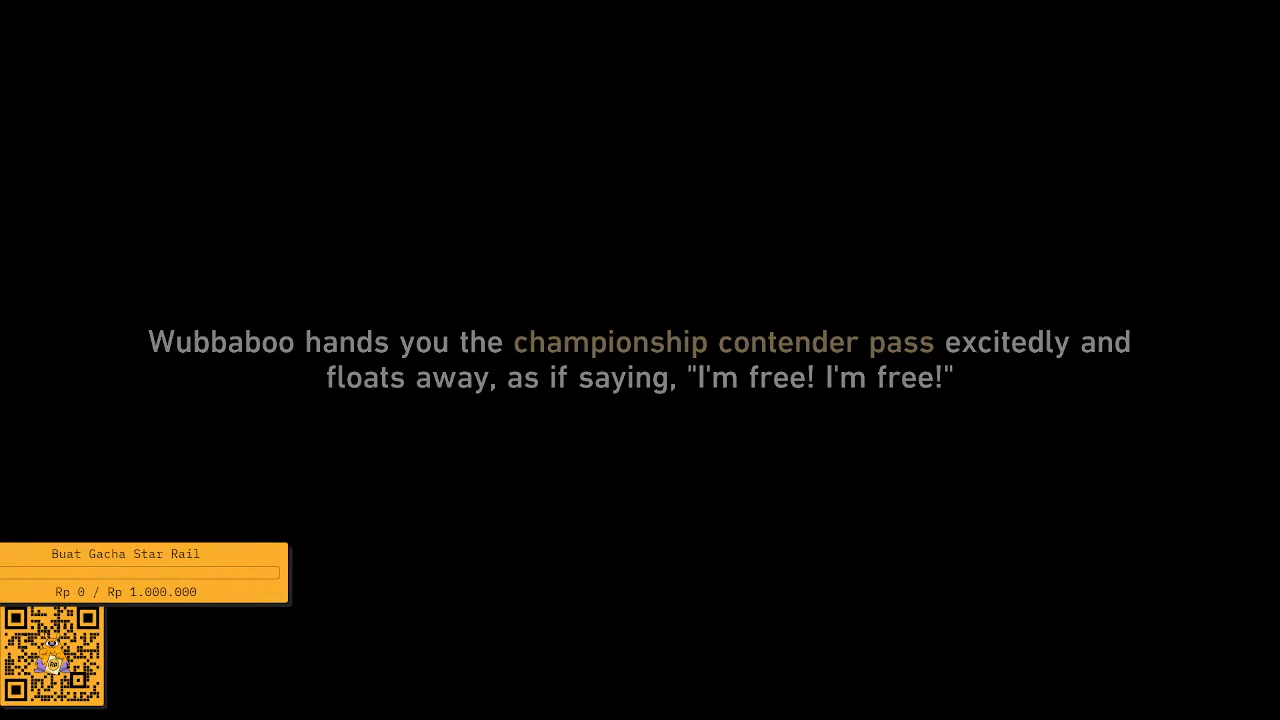 Wubbaboo hands you the championship contender pass excitedly and
floats away, as if saying, "I'm free! I'm free!"
Buat Gacha Star Rail
Rp 0 / Rp 1.000.000